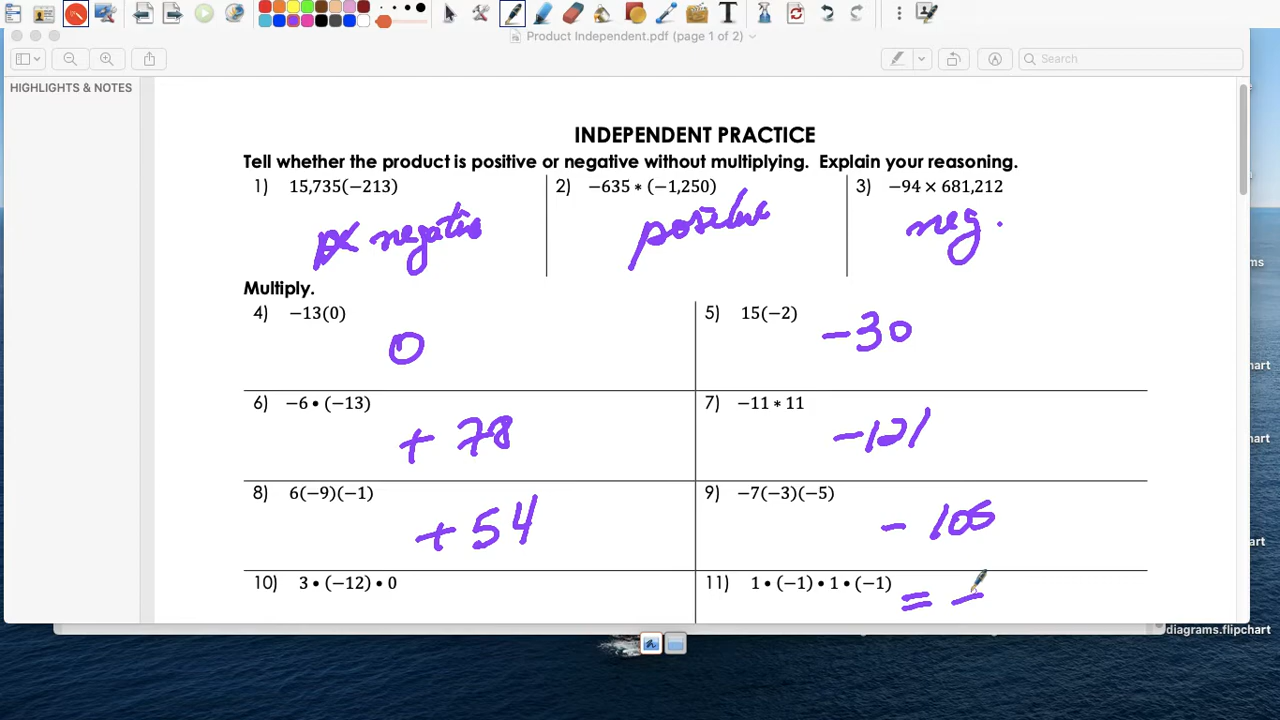 Product Independent.pdf (page 1 of 2)
Search
HIGHLIGHTS & NOTES
INDEPENDENT PRACTICE
Tell whether the product is positive or negative without multiplying. Explain your reasoning.
1) 15,735(−213)
2) −635 * (−1,250)
3) −94 × 681,212
negative
positive
neg.
Multiply.
4) −13(0)
0
5) 15(−2)
−30
6) −6 • (−13)
+ 78
7) −11 * 11
−121
8) 6(−9)(−1)
+ 54
9) −7(−3)(−5)
− 105
10) 3 • (−12) • 0
11) 1 • (−1) • 1 • (−1) = −
ms
.flipchart
.flipchart
diagrams.flipchart